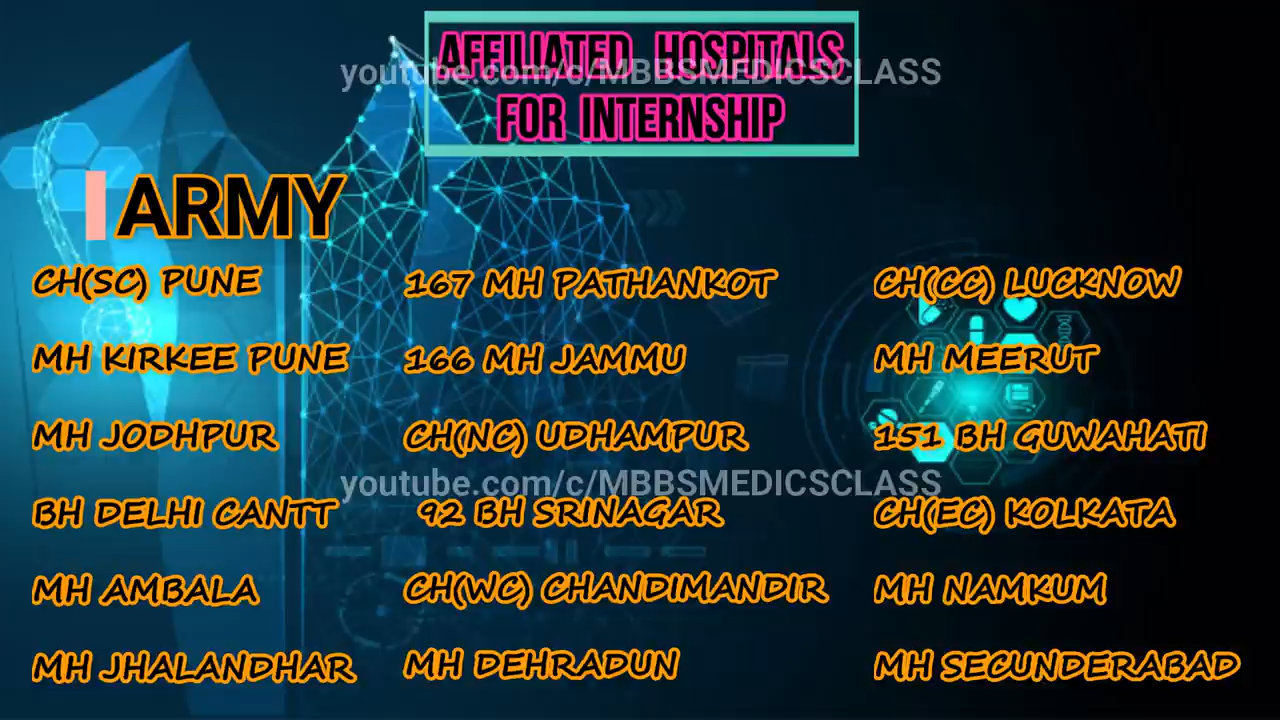 AFFILIATED HOSPITALS
youtube.com/c/MBBSMEDICSCLASS
FOR INTERNSHIP
ARMY
CH(SC) PUNE
MH KIRKEE PUNE
MH JODHPUR
BH DELHI CANTT
MH AMBALA
MH JHALANDHAR
167 MH PATHANKOT
166 MH JAMMU
CH(NC) UDHAMPUR
youtube.com/c/MBBSMEDICSCLASS
92 BH SRINAGAR
CH(WC) CHANDIMANDIR
MH DEHRADUN
CH(CC) LUCKNOW
MH MEERUT
151 BH GUWAHATI
CH(EC) KOLKATA
MH NAMKUM
MH SECUNDERABAD